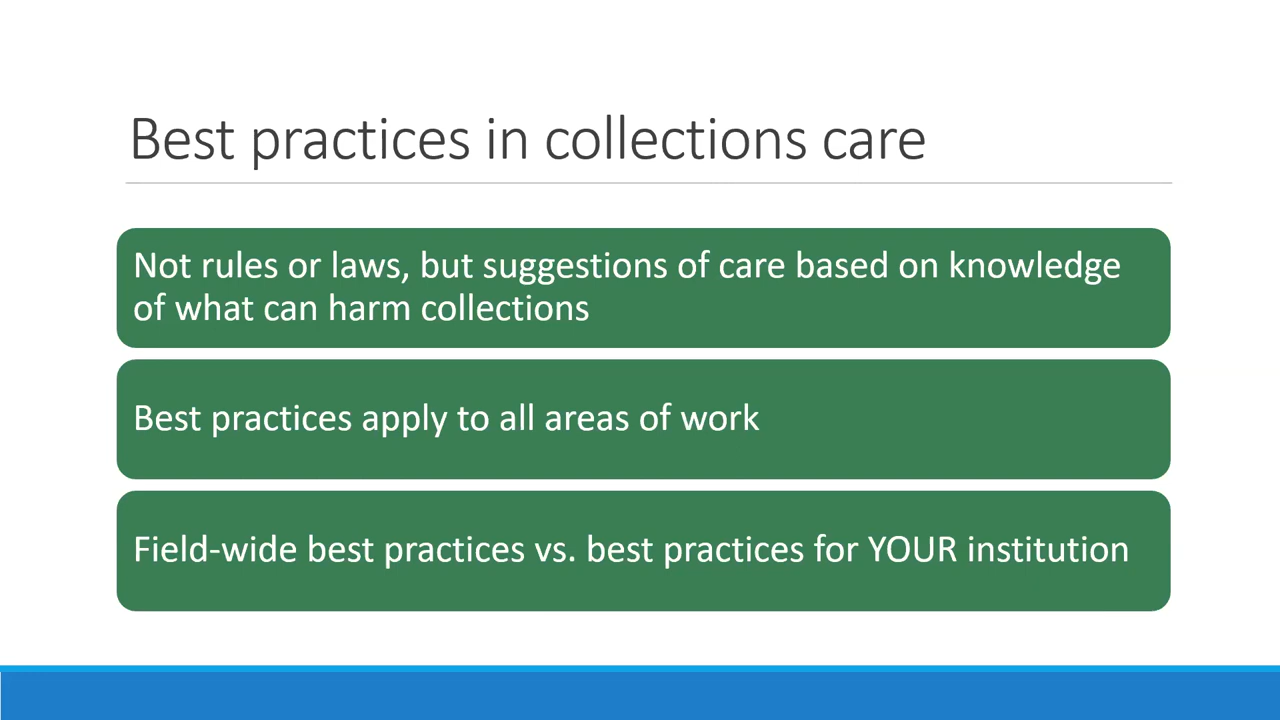 Best practices in collections care
Not rules or laws, but suggestions of care based on knowledge
of what can harm collections
Best practices apply to all areas of work
Field-wide best practices vs. best practices for YOUR institution